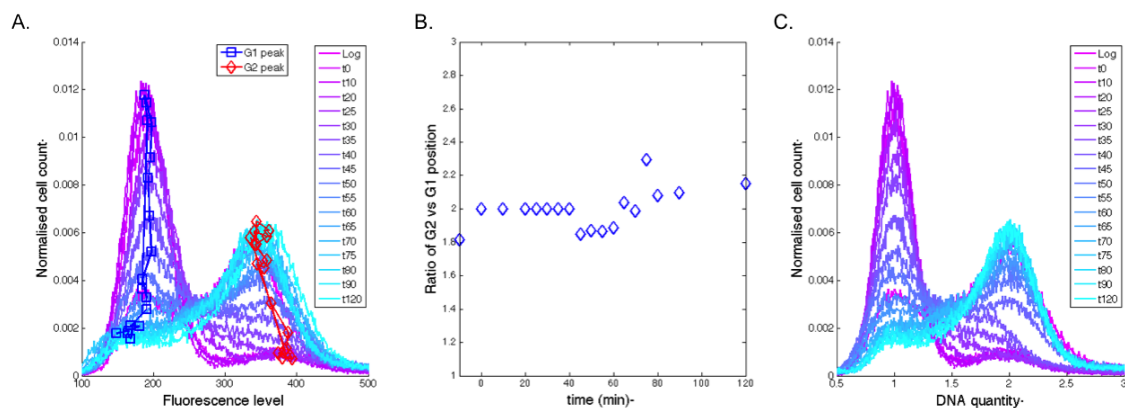 A.
B.
C.
0.014
0.012
0.01
0.008
0.006
0.004
0.002
0
100
200
300
400
500
Normalised cell count·
Fluorescence level
G1 peak
G2 peak
Log
t0
t10
t20
t25
t30
t35
t40
t45
t50
t55
t60
t65
t70
t75
t80
t90
t120
3
2.8
2.6
2.4
2.2
2
1.8
1.6
1.4
1.2
1
0
20
40
60
80
100
120
Ratio of G2 vs G1 position
time (min)-
0.014
0.012
0.01
0.008
0.006
0.004
0.002
0
0.5
1
1.5
2
2.5
3
Normalised cell count·
DNA quantity·
Log
t0
t10
t20
t25
t30
t35
t40
t45
t50
t55
t60
t65
t70
t75
t80
t90
t120